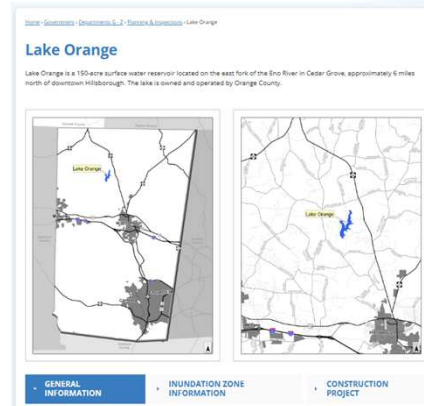 Home › Government › Departments G - Z › Planning & Inspections › Lake Orange
Lake Orange
Lake Orange is a 150-acre surface water reservoir located on the east fork of the Eno River in Cedar Grove, approximately 6 miles
north of downtown Hillsborough. The lake is owned and operated by Orange County.
Lake Orange
Lake Orange
GENERAL INFORMATION
INUNDATION ZONE INFORMATION
CONSTRUCTION PROJECT